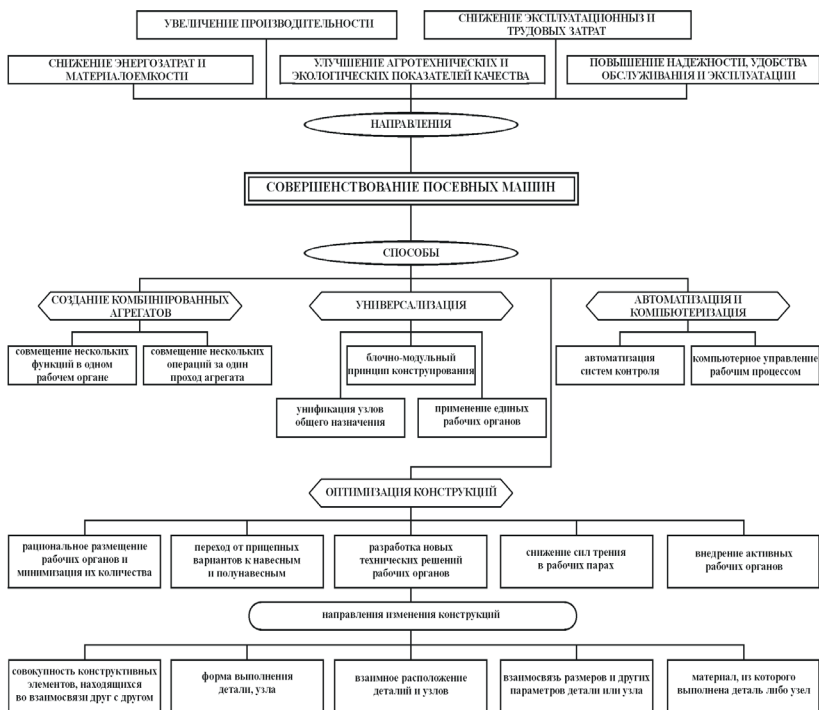 УВЕЛИЧЕНИЕ ПРОИЗВОДИТЕЛЬНОСТИ
СНИЖЕНИЕ ЭКСПЛУАТАЦИОННЫЗ И
ТРУДОВЫХ ЗАТРАТ
СНИЖЕНИЕ ЭНЕРГОЗАТРАТ И
МАТЕРИАЛОЕМКОСТИ
УЛУЧШЕНИЕ АГРОТЕХНИЧЕСКИХ И
ЭКОЛОГИЧЕСКИХ ПОКАЗАТЕЛЕЙ КАЧЕСТВА
ПОВЫШЕНИЕ НАДЕЖНОСТИ, УДОБСТВА
ОБСЛУЖИВАНИЯ И ЭКСПЛУАТАЦИИ
НАПРАВЛЕНИЯ
СОВЕРШЕНСТВОВАНИЕ ПОСЕВНЫХ МАШИН
СПОСОБЫ
СОЗДАНИЕ КОМБИНИРОВАННЫХ
АГРЕГАТОВ
УНИВЕРСАЛИЗАЦИЯ
АВТОМАТИЗАЦИЯ И
КОМПБЮТЕРИЗАЦИЯ
совмещение нескольких
функций в одном
рабочем органе
совмещение нескольких
операций за один
проход агрегата
блочно-модульный
принцип конструирования
автоматизация
систем контроля
компьютерное управление
рабочим процессом
унификация узлов
общего назначения
применение единых
рабочих органов
ОПТИМИЗАЦИЯ КОНСТРУКЦИЙ
рациональное размещение
рабочих органов и
минимизация их количества
переход от прицепных
вариантов к навесным
и полунавесным
разработка новых
технических решений
рабочих органов
снижение сил трения
в рабочих парах
внедрение активных
рабочих органов
направления изменения конструкций
совокупность конструктивных
элементов, находящихся
во взаимосвязи друг с другом
форма выполнения
детали, узла
взаимное расположение
деталий и узлов
взаимосвязь размеров и других
параметров детали или узла
материал, из которого
выполнена деталь либо узел